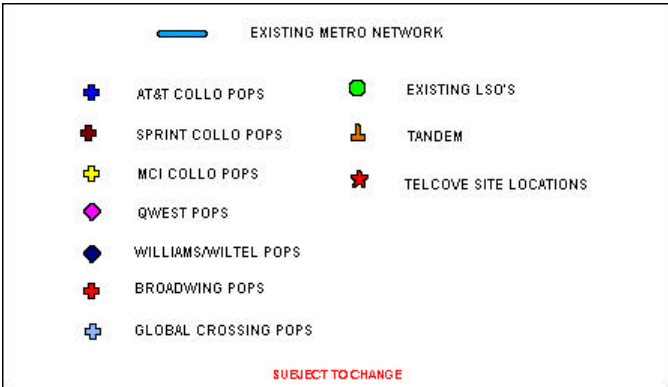 EXISTING METRO NETWORK
AT&T COLLO POPS
SPRINT COLLO POPS
MCI COLLO POPS
QWEST POPS
WILLIAMS/WILTEL POPS
BROADWING POPS
GLOBAL CROSSING POPS
EXISTING LSO'S
TANDEM
TELCOVE SITE LOCATIONS
SUBJECT TO CHANGE